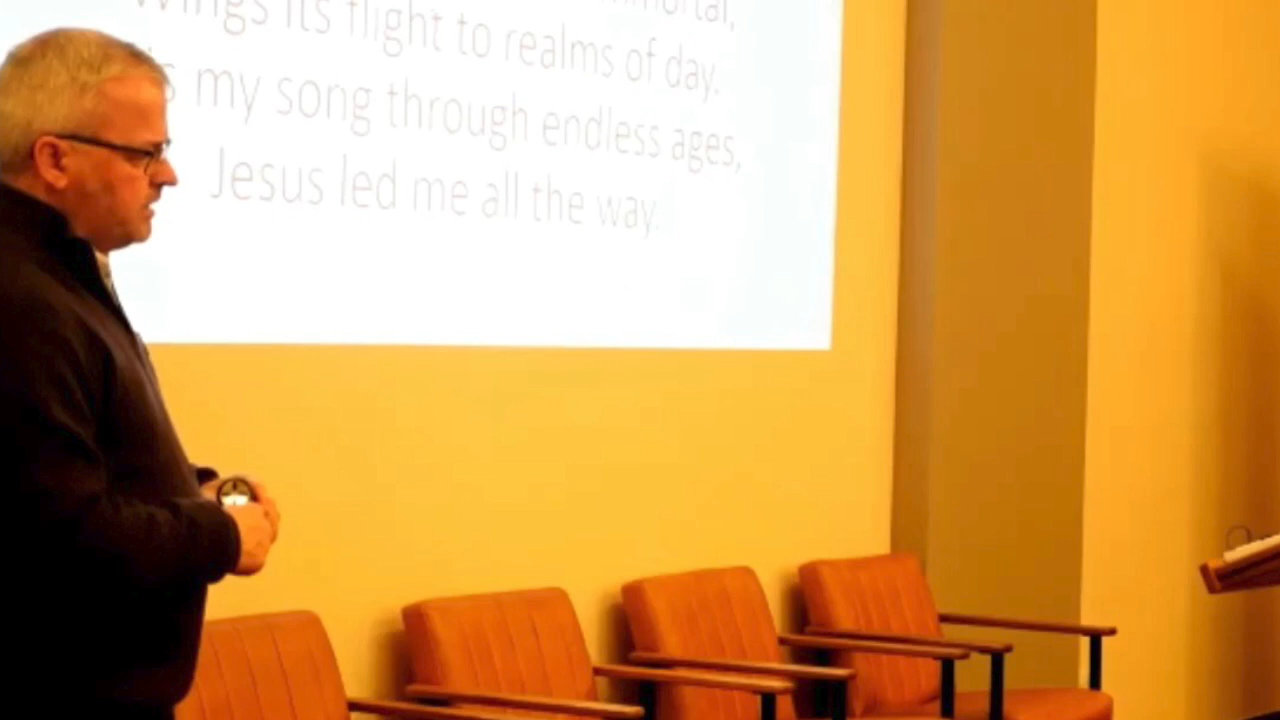 Wings its flight to realms of day.
my song through endless ages,
Jesus led me all the way.